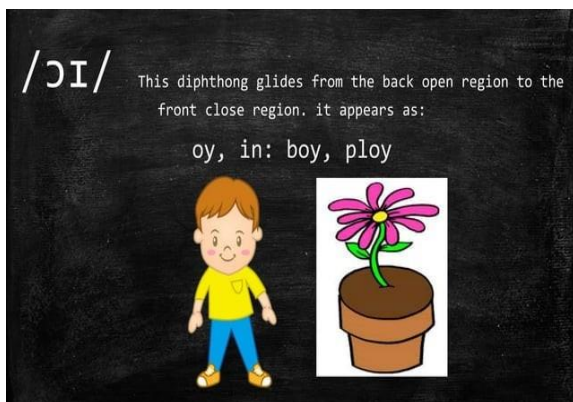 /ɔɪ/ This diphthong glides from the back open region to the
front close region. it appears as:
oy, in: boy, ploy